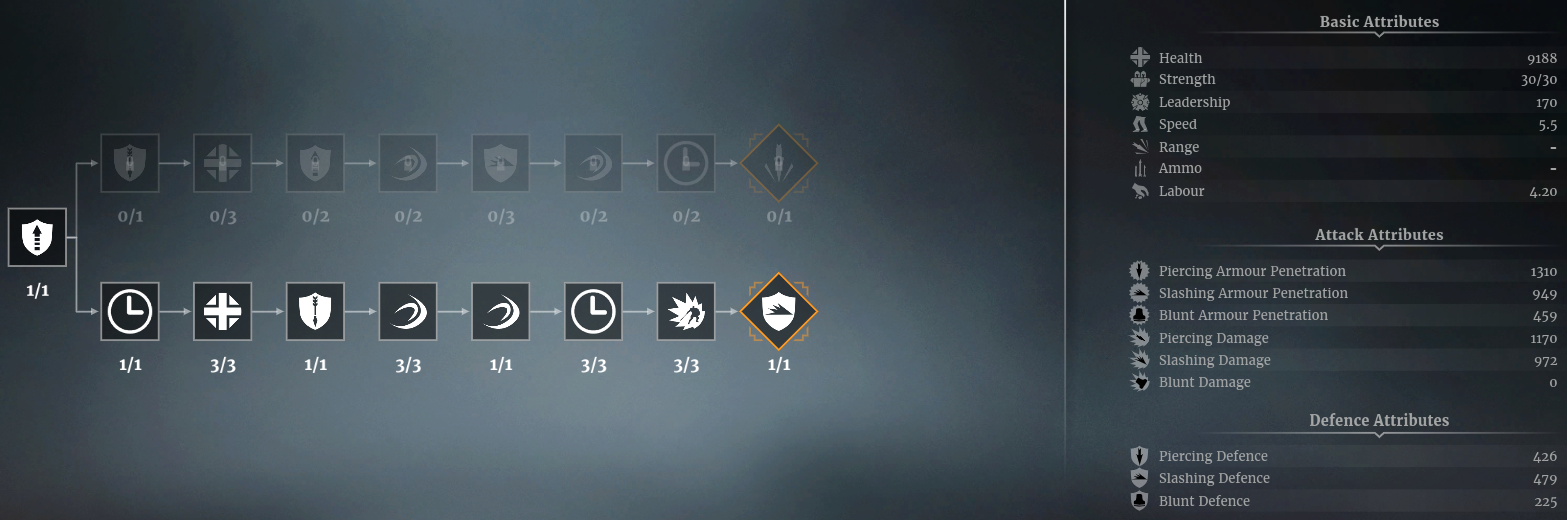 0/1 0/3 0/2 0/2 0/3 0/2 0/2 0/1
1/1
1/1 3/3 1/1 3/3 1/1 3/3 3/3 1/1
Basic Attributes
Health 9188
Strength 30/30
Leadership 170
Speed 5.5
Range -
Ammo -
Labour 4.20
Attack Attributes
Piercing Armour Penetration 1310
Slashing Armour Penetration 949
Blunt Armour Penetration 459
Piercing Damage 1170
Slashing Damage 972
Blunt Damage 0
Defence Attributes
Piercing Defence 426
Slashing Defence 479
Blunt Defence 225